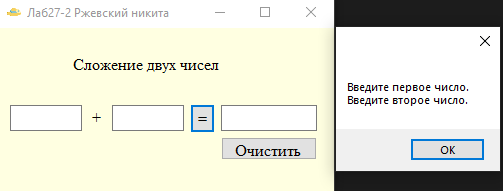 Лаб27-2 Ржевский никита
Сложение двух чисел
+ =
Очистить
Введите первое число.
Введите второе число.
ОК